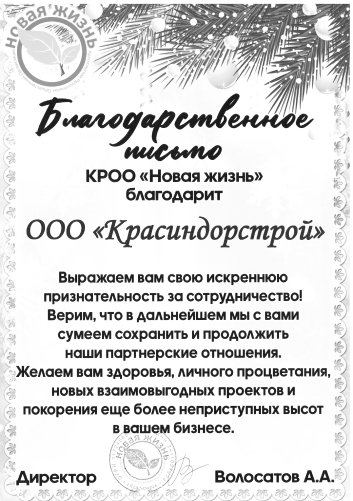 НОВАЯ ЖИЗНЬ
Благодарственное
письмо
КРОО «Новая жизнь»
благодарит
ООО «Красиндорстрой»
Выражаем вам свою искреннюю
признательность за сотрудничество!
Верим, что в дальнейшем мы с вами
сумеем сохранить и продолжить
наши партнерские отношения.
Желаем вам здоровья, личного процветания,
новых взаимовыгодных проектов и
покорения еще более неприступных высот
в вашем бизнесе.
Новая жизнь
Директор Волосатов А.А.